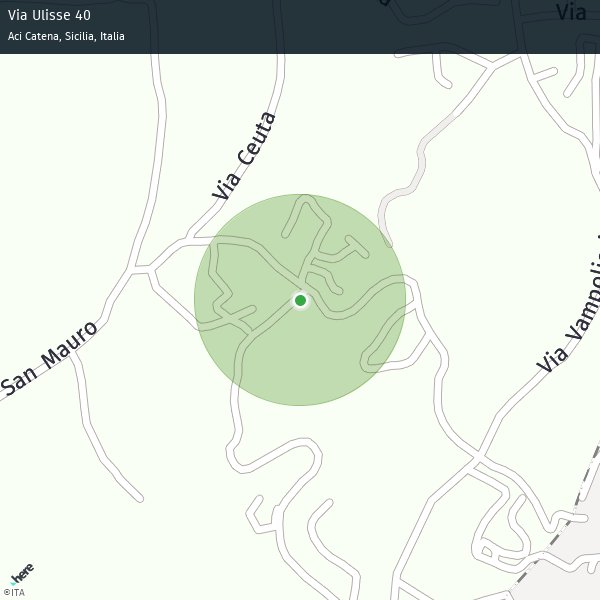 Via Ulisse 40
Aci Catena, Sicilia, Italia
Via
Via Ceuta
San Mauro
here
©ITA